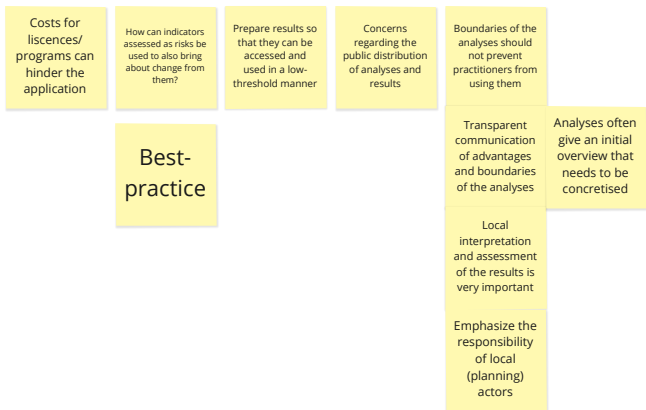 Costs for
liscences/
programs can
hinder the
application
How can indicators
assessed as risks be
used to also bring
about change from
them?
Prepare results so
that they can be
accessed and
used in a low-
threshold manner
Concerns
regarding the
public distribution
of analyses and
results
Boundaries of the
analyses should
not prevent
practitioners from
using them
Best-
practice
Transparent
communication
of advantages
and boundaries
of the analyses
Analyses often
give an initial
overview that
needs to be
concretised
Local
interpretation
and assessment
of the results is
very important
Emphasize the
responsibility
of local
(planning)
actors